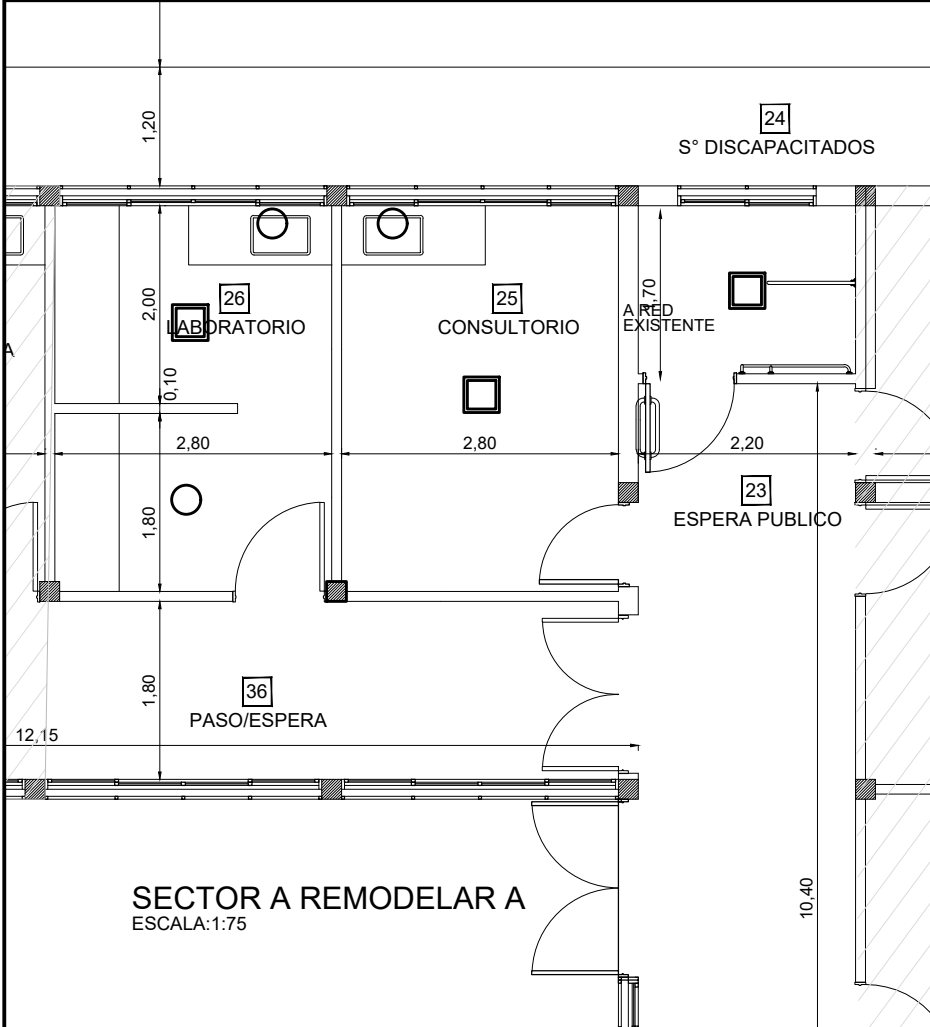 1,20
24
S° DISCAPACITADOS
2,00
26
LABORATORIO
25
CONSULTORIO
A RED
EXISTENTE
A
0,10
2,80
2,80
2,20
1,80
23
ESPERA PUBLICO
1,80
36
PASO/ESPERA
12,15
10,40
SECTOR A REMODELAR A
ESCALA:1:75